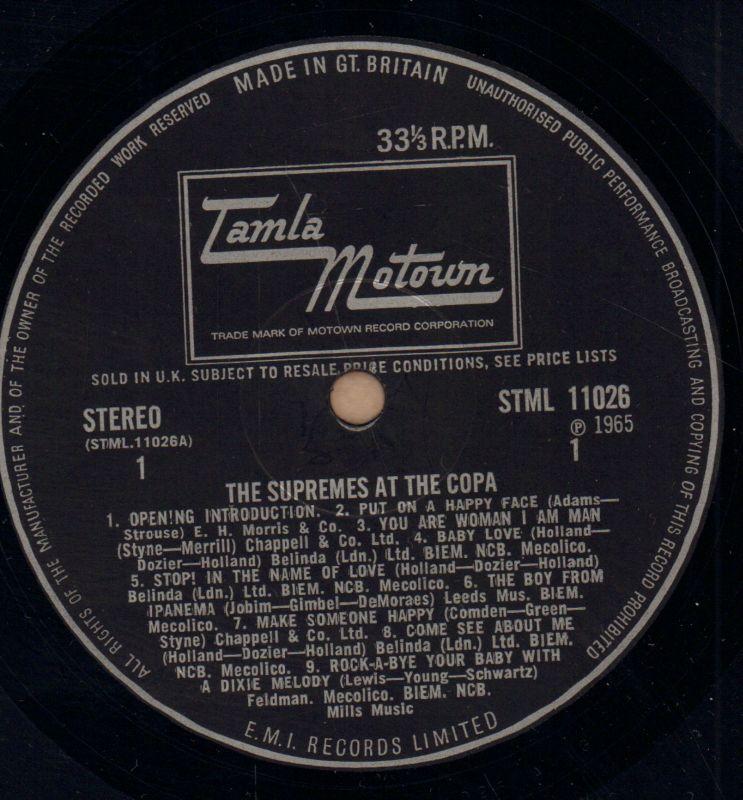 MADE IN GT. BRITAIN
UNAUTHORISED PUBLIC PERFORMANCE BROADCASTING AND COPYING OF THIS RECORD PROHIBITED
ALL RIGHTS OF THE MANUFACTURER AND OF THE OWNER OF THE RECORDED WORK RESERVED
33⅓ R.P.M.
Tamla
Motown
TRADE MARK OF MOTOWN RECORD CORPORATION
SOLD IN U.K. SUBJECT TO RESALE PRICE CONDITIONS, SEE PRICE LISTS
STEREO
(STML.11026A)
1
STML 11026
Ⓟ 1965
1
THE SUPREMES AT THE COPA
1. OPENING INTRODUCTION. 2. PUT ON A HAPPY FACE (Adams—
Strouse) E. H. Morris & Co. 3. YOU ARE WOMAN I AM MAN
(Styne—Merrill) Chappell & Co. Ltd. 4. BABY LOVE (Holland—
Dozier—Holland) Belinda (Ldn.) Ltd. BIEM. NCB. Mecolico.
5. STOP! IN THE NAME OF LOVE (Holland—Dozier—Holland)
Belinda (Ldn.) Ltd. BIEM. NCB. Mecolico. 6. THE BOY FROM
IPANEMA (Jobim—Gimbel—DeMoraes) Leeds Mus. BIEM.
Mecolico. 7. MAKE SOMEONE HAPPY (Comden—Green—
Styne) Chappell & Co. Ltd. 8. COME SEE ABOUT ME
(Holland—Dozier—Holland) Belinda (Ldn.) Ltd. BIEM.
NCB. Mecolico. 9. ROCK-A-BYE YOUR BABY WITH
A DIXIE MELODY (Lewis—Young—Schwartz)
Feldman. Mecolico. BIEM. NCB.
Mills Music
E.M.I. RECORDS LIMITED